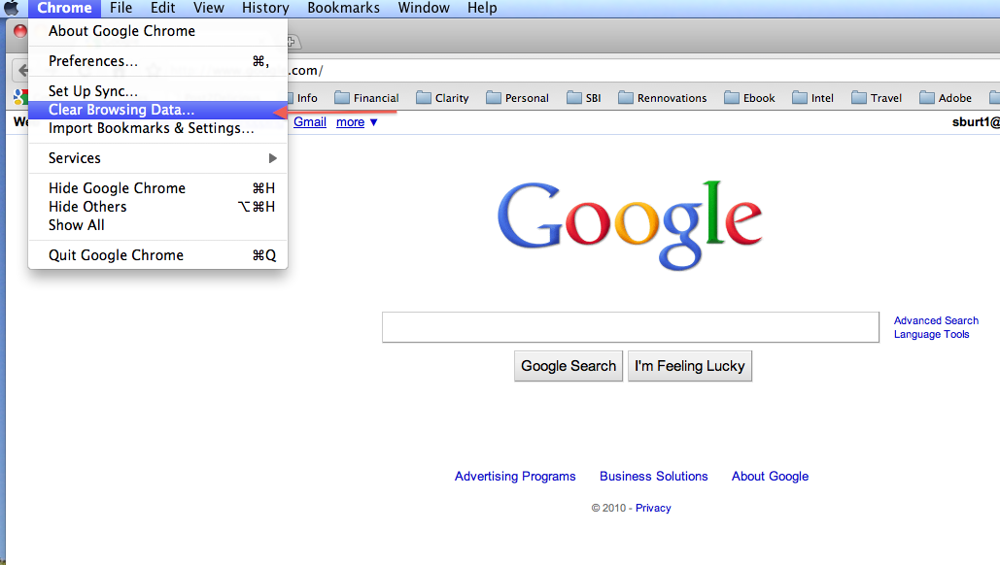 Chrome File Edit View History Bookmarks Window Help
About Google Chrome
Preferences... ⌘,
Set Up Sync...
Clear Browsing Data...
Import Bookmarks & Settings...
Services
Hide Google Chrome ⌘H
Hide Others ⌥⌘H
Show All
Quit Google Chrome ⌘Q
.com/
Info Financial Clarity Personal SBI Rennovations Ebook Intel Travel Adobe
Gmail more ▼ sburt1@
Google
Advanced Search
Language Tools
Google Search I'm Feeling Lucky
Advertising Programs Business Solutions About Google
© 2010 - Privacy